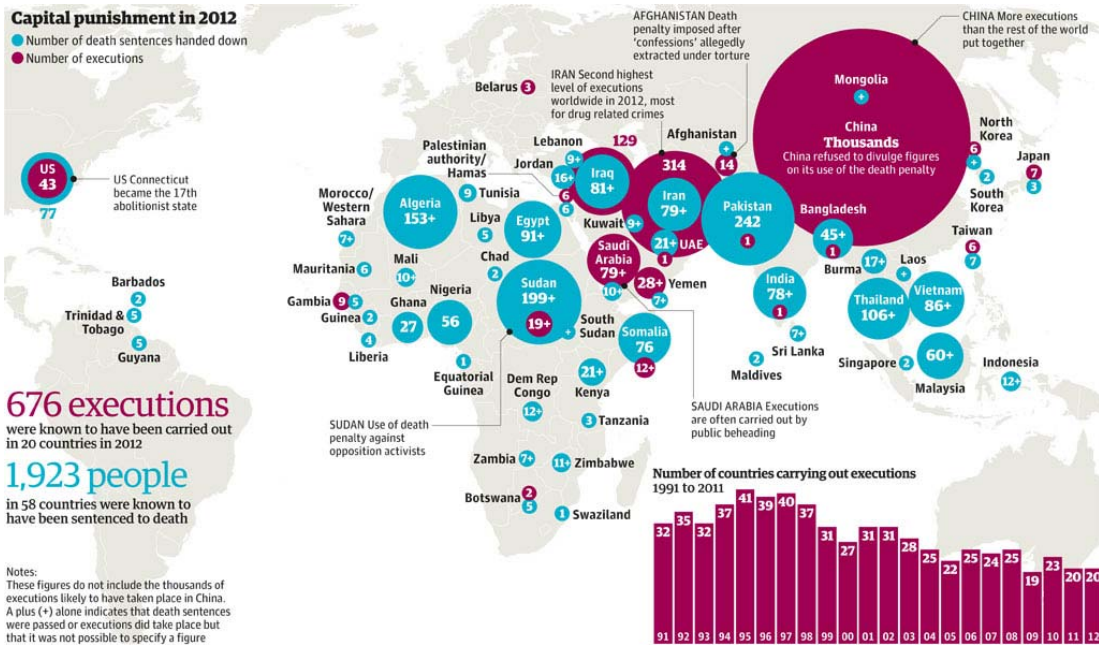 Capital punishment in 2012
Number of death sentences handed down
Number of executions
US
43
77
US Connecticut
became the 17th
abolitionist state
Barbados
2
Trinidad &
Tobago
5
5
Guyana
676 executions
were known to have been carried out
in 20 countries in 2012
1,923 people
in 58 countries were known to
have been sentenced to death
Notes:
These figures do not include the thousands of
executions likely to have taken place in China.
A plus (+) alone indicates that death sentences
were passed or executions did take place but
that it was not possible to specify a figure
Belarus 3
AFGHANISTAN Death
penalty imposed after
‘confessions’ allegedly
extracted under torture
IRAN Second highest
level of executions
worldwide in 2012, most
for drug related crimes
CHINA More executions
than the rest of the world
put together
Mongolia
+
China
Thousands
China refused to divulge figures
on its use of the death penalty
North
Korea
6
+
Japan
7
3
2
South
Korea
Taiwan
6
7
Lebanon
9+
Palestinian
authority/
Hamas
6
6
Jordan
16+
129
Iraq
81+
314
Iran
79+
Afghanistan
+
14
Pakistan
242
1
Bangladesh
45+
1
Kuwait 9+
21+ UAE
1
Saudi
Arabia
79+
10+
28+ Yemen
7+
India
78+
1
7+
Sri Lanka
2
Maldives
Burma 17+
Laos
+
Thailand
106+
Vietnam
86+
Singapore 2
60+
Malaysia
Indonesia
12+
Morocco/
Western
Sahara
7+
Algeria
153+
9 Tunisia
Libya
5
Egypt
91+
Chad
2
Mauritania 6
Mali
10+
Gambia 9 5
Guinea 2
4
Liberia
Ghana
27
Nigeria
56
1
Equatorial
Guinea
Sudan
199+
19+
+ South
Sudan
Somalia
76
12+
21+
Kenya
Dem Rep
Congo
12+
3 Tanzania
Zambia 7+
11+ Zimbabwe
Botswana 2
5
1 Swaziland
SUDAN Use of death
penalty against
opposition activists
SAUDI ARABIA Executions
are often carried out by
public beheading
Number of countries carrying out executions
1991 to 2011
32 35 32 37 41 39 40 37 31 27 31 31 28 25 22 25 24 25 19 23 20 20
91 92 93 94 95 96 97 98 99 00 01 02 03 04 05 06 07 08 09 10 11 12